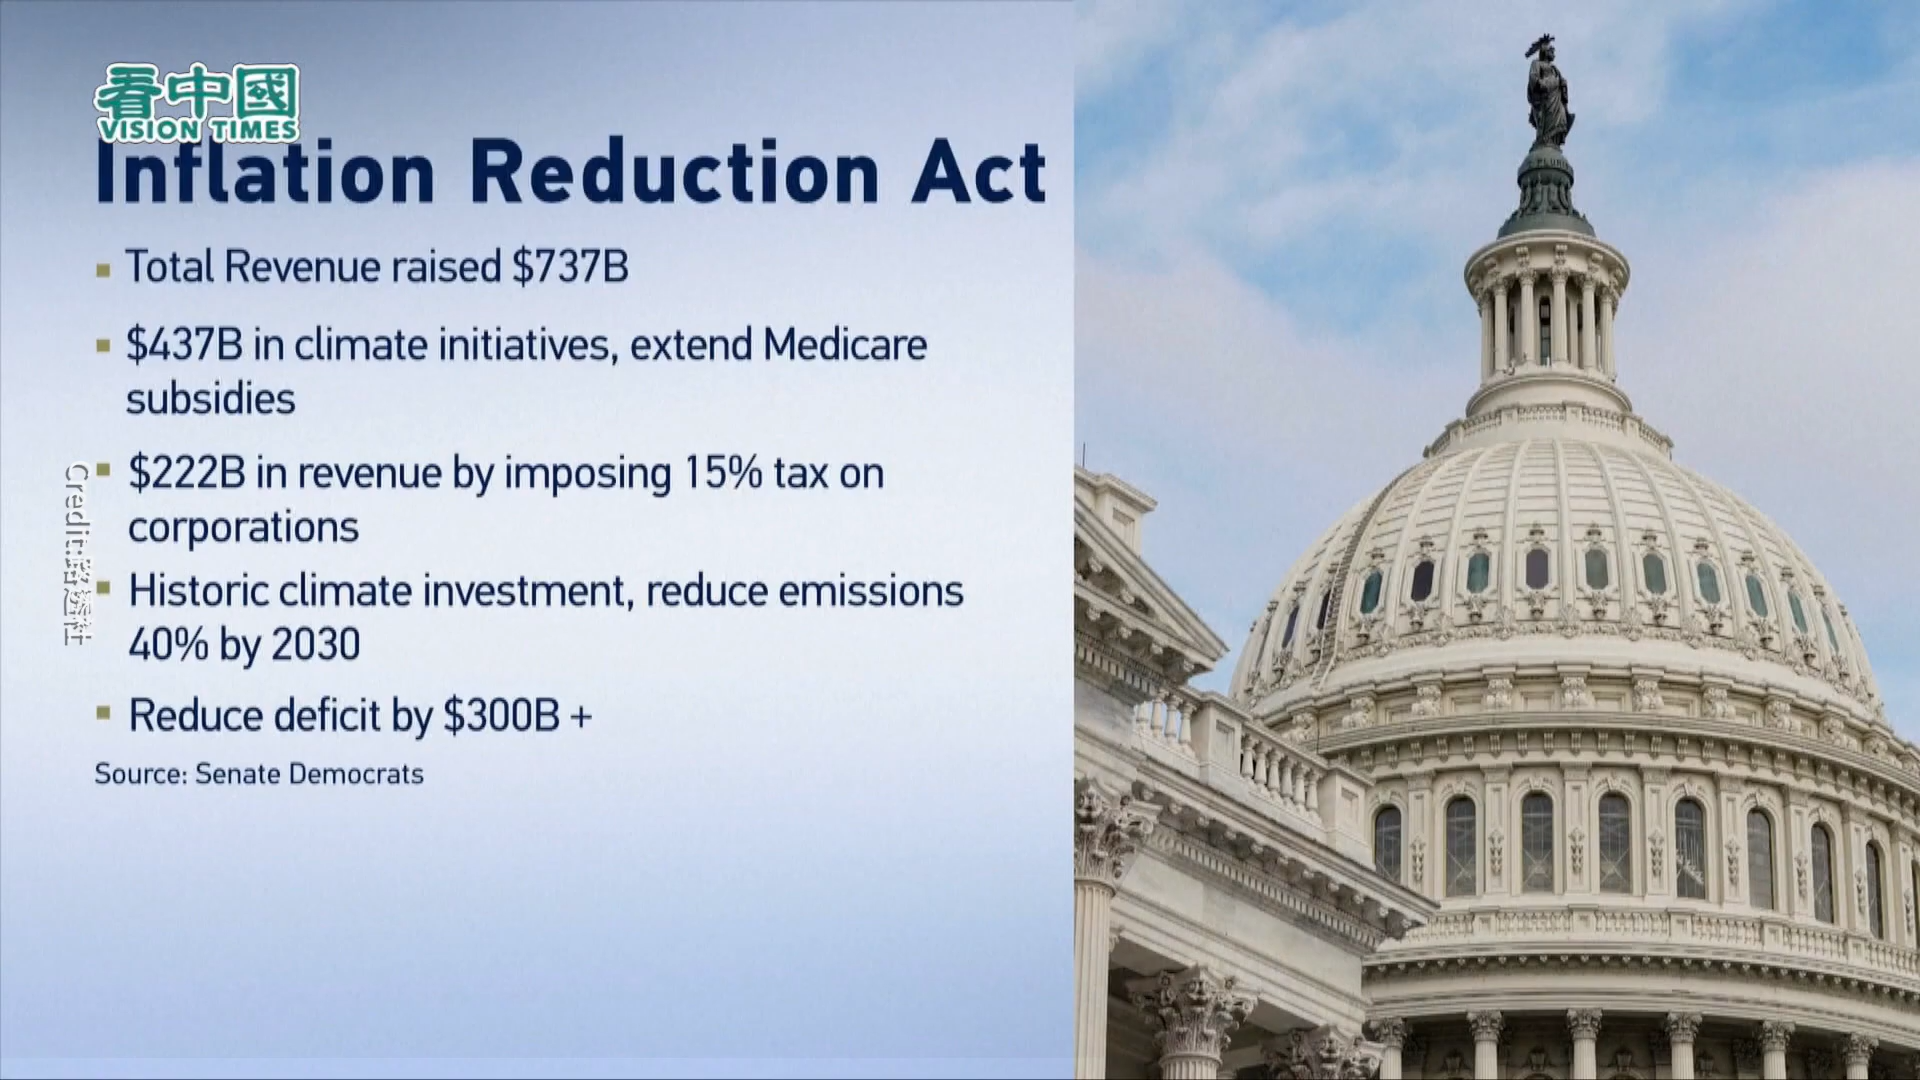 看中國
VISION TIMES
Inflation Reduction Act
Total Revenue raised $737B
$437B in climate initiatives, extend Medicare
subsidies
$222B in revenue by imposing 15% tax on
corporations
Historic climate investment, reduce emissions
40% by 2030
Reduce deficit by $300B +
Source: Senate Democrats
Credit:路透社